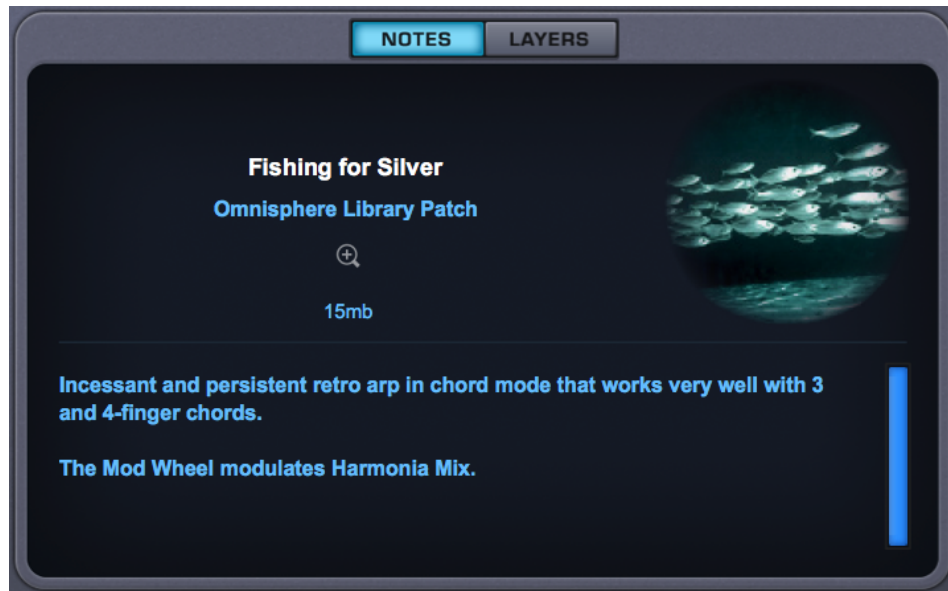 NOTES LAYERS
Fishing for Silver
Omnisphere Library Patch
15mb
Incessant and persistent retro arp in chord mode that works very well with 3
and 4-finger chords.
The Mod Wheel modulates Harmonia Mix.